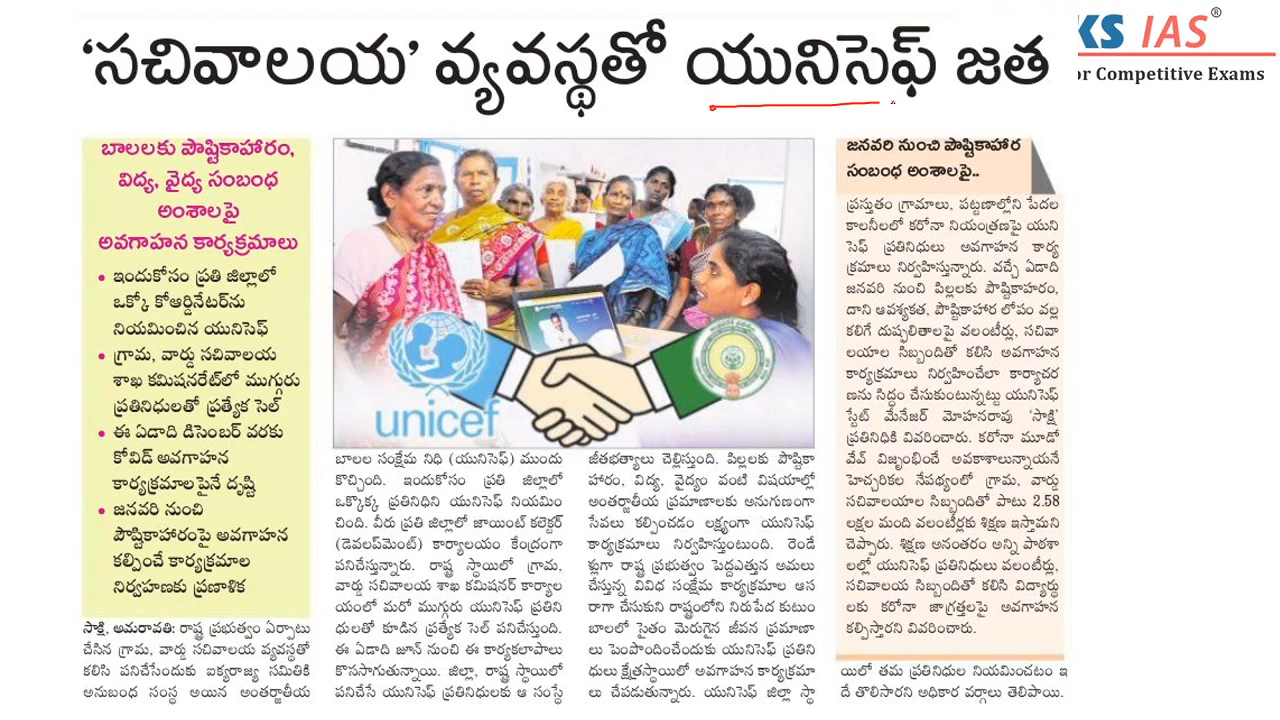 ‘సచివాలయ’ వ్యవస్థతో యునిసెఫ్ జత
KS IAS®
or Competitive Exams
బాలలకు పౌష్టికాహారం,
విద్య, వైద్య సంబంధ
అంశాలపై
అవగాహన కార్యక్రమాలు
• ఇందుకోసం ప్రతి జిల్లాలో
ఒక్కో కోఆర్డినేటర్‌ను
నియమించిన యునిసెఫ్
• గ్రామ, వార్డు సచివాలయ
శాఖ కమిషనరేట్‌లో ముగ్గురు
ప్రతినిధులతో ప్రత్యేక సెల్
• ఈ ఏడాది డిసెంబర్ వరకు
కోవిడ్ అవగాహన
కార్యక్రమాలపైనే దృష్టి
• జనవరి నుంచి
పౌష్టికాహారంపై అవగాహన
కల్పించే కార్యక్రమాల
నిర్వహణకు ప్రణాళిక
సాక్షి, అమరావతి: రాష్ట్ర ప్రభుత్వం ఏర్పాటు
చేసిన గ్రామ, వార్డు సచివాలయ వ్యవస్థతో
కలిసి పనిచేసేందుకు ఐక్యరాజ్య సమితికి
అనుబంధ సంస్థ అయిన అంతర్జాతీయ
unicef
బాలల సంక్షేమ నిధి (యునిసెఫ్) ముందు
కొచ్చింది. ఇందుకోసం ప్రతి జిల్లాలో
ఒక్కొక్క ప్రతినిధిని యునిసెఫ్ నియమిం
చింది. వీరు ప్రతి జిల్లాలో జాయింట్ కలెక్టర్
(డెవలప్‌మెంట్) కార్యాలయం కేంద్రంగా
పనిచేస్తున్నారు. రాష్ట్ర స్థాయిలో గ్రామ,
వార్డు సచివాలయ శాఖ కమిషనర్ కార్యాల
యంలో మరో ముగ్గురు యునిసెఫ్ ప్రతిని
ధులతో కూడిన ప్రత్యేక సెల్ పనిచేస్తుంది.
ఈ ఏడాది జూన్ నుంచి ఈ కార్యకలాపాలు
కొనసాగుతున్నాయి. జిల్లా, రాష్ట్ర స్థాయిలో
పనిచేసే యునిసెఫ్ ప్రతినిధులకు ఆ సంస్థే
జీతభత్యాలు చెల్లిస్తుంది. పిల్లలకు పౌష్టికా
హారం, విద్య, వైద్యం వంటి విషయాల్లో
అంతర్జాతీయ ప్రమాణాలకు అనుగుణంగా
సేవలు కల్పించడం లక్ష్యంగా యునిసెఫ్
కార్యక్రమాలు నిర్వహిస్తుంటుంది. రెండే
ళ్లుగా రాష్ట్ర ప్రభుత్వం పెద్దఎత్తున అమలు
చేస్తున్న వివిధ సంక్షేమ కార్యక్రమాల ఆస
రాగా చేసుకుని రాష్ట్రంలోని నిరుపేద కుటుం
బాలలో సైతం మెరుగైన జీవన ప్రమాణా
లు పెంపొందించేందుకు యునిసెఫ్ ప్రతిని
ధులు క్షేత్రస్థాయిలో అవగాహన కార్యక్రమా
లు చేపడుతున్నారు. యునిసెఫ్ జిల్లా స్థా
జనవరి నుంచి పౌష్టికాహార
సంబంధ అంశాలపై..
ప్రస్తుతం గ్రామాలు, పట్టణాల్లోని పేదల
కాలనీలలో కరోనా నియంత్రణపై యుని
సెఫ్ ప్రతినిధులు అవగాహన కార్య
క్రమాలు నిర్వహిస్తున్నారు. వచ్చే ఏడాది
జనవరి నుంచి పిల్లలకు పౌష్టికాహారం,
దాని ఆవశ్యకత, పౌష్టికాహార లోపం వల్ల
కలిగే దుష్ఫలితాలపై వలంటీర్లు, సచివా
లయాల సిబ్బందితో కలిసి అవగాహన
కార్యక్రమాలు నిర్వహించేలా కార్యాచర
ణను సిద్ధం చేసుకుంటున్నట్టు యునిసెఫ్
స్టేట్ మేనేజర్ మోహనరావు ‘సాక్షి’
ప్రతినిధికి వివరించారు. కరోనా మూడో
వేవ్ విజృంభించే అవకాశాలున్నాయనే
హెచ్చరికల నేపథ్యంలో గ్రామ, వార్డు
సచివాలయాల సిబ్బందితో పాటు 2.58
లక్షల మంది వలంటీర్లకు శిక్షణ ఇస్తామని
చెప్పారు. శిక్షణ అనంతరం అన్ని పాఠశా
లల్లో యునిసెఫ్ ప్రతినిధులు వలంటీర్లు,
సచివాలయ సిబ్బందితో కలిసి విద్యార్థు
లకు కరోనా జాగ్రత్తలపై అవగాహన
కల్పిస్తారని వివరించారు.
యిలో తమ ప్రతినిధుల నియమించటం ఇ
దే తొలిసారని అధికార వర్గాలు తెలిపాయి.